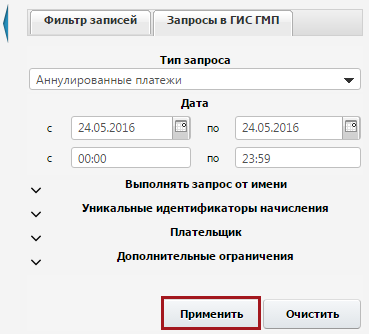 Фильтр записей Запросы в ГИС ГМП
Тип запроса
Аннулированные платежи
Дата
с 24.05.2016 по 24.05.2016
с 00:00 по 23:59
Выполнять запрос от имени
Уникальные идентификаторы начисления
Плательщик
Дополнительные ограничения
Применить Очистить